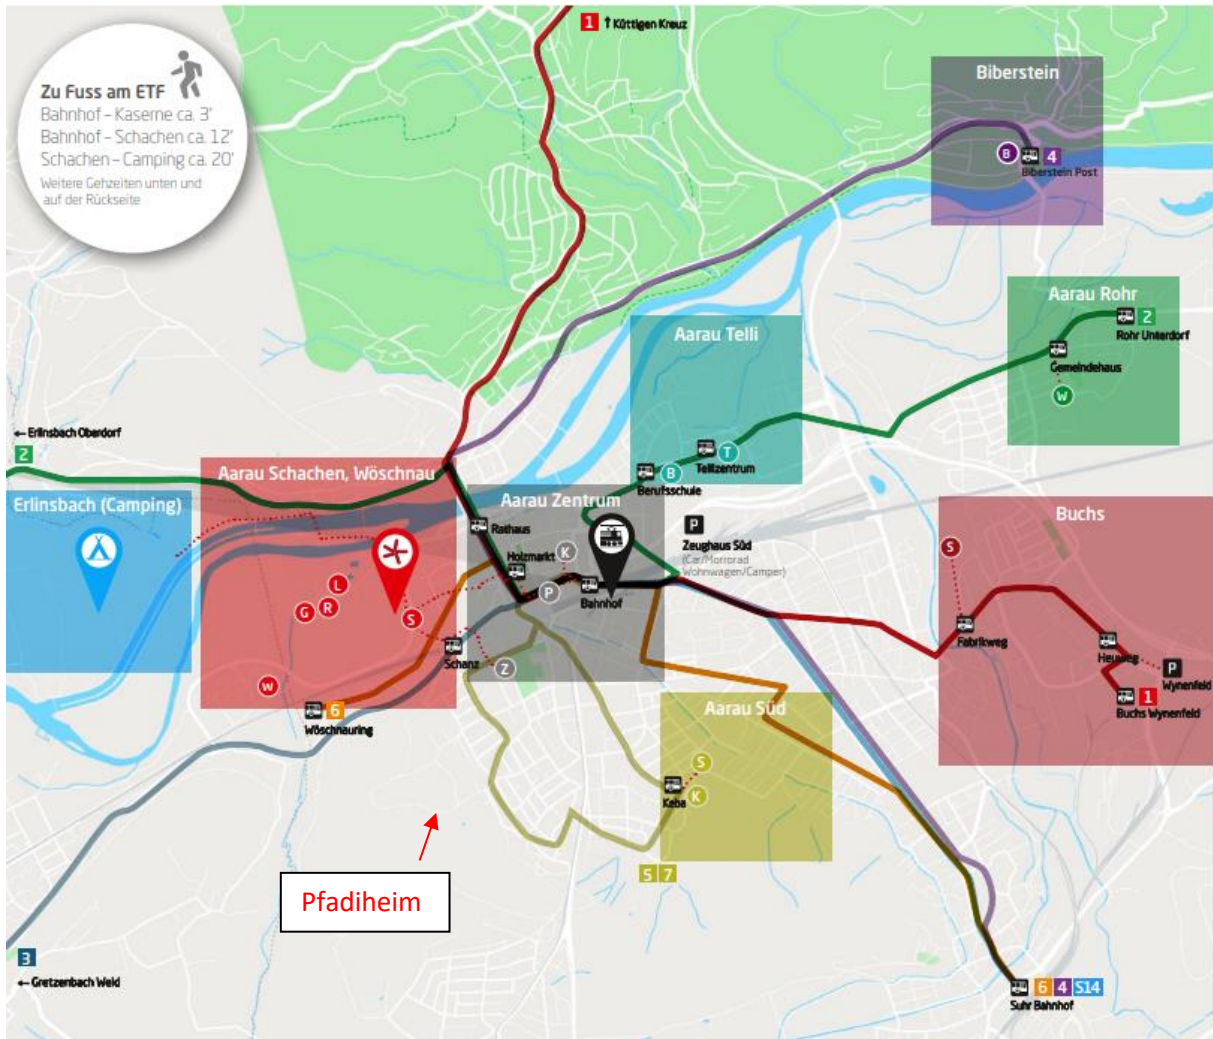 1 ↑ Küttigen Kreuz
Zu Fuss am ETF
Bahnhof – Kaserne ca. 3'
Bahnhof – Schachen ca. 12'
Schachen – Camping ca. 20'
Weitere Gehzeiten unten und
auf der Rückseite
Biberstein
B 4
Biberstein Post
Aarau Rohr
2
Rohr Unterdorf
Gemeindehaus
W
Aarau Telli
T
Tellizentrum
B
Berufsschule
← Erlinsbach Oberdorf
2
Aarau Schachen, Wöschnau
Erlinsbach (Camping)
L
G R
S
W
6
Wöschnauring
Schanz
Aarau Zentrum
Rathaus
Holzmarkt
K
P
Bahnhof
Z
P
Zeughaus Süd
(Car/Morrorad
Wohnwagen/Camper)
Buchs
S
Fabrikweg
Heuweg
P
Wynenfeld
1
Buchs Wynenfeld
Aarau Süd
S
K
Keba
5 7
Pfadiheim
3
← Gretzenbach Weid
6 4 S14
Suhr Bahnhof